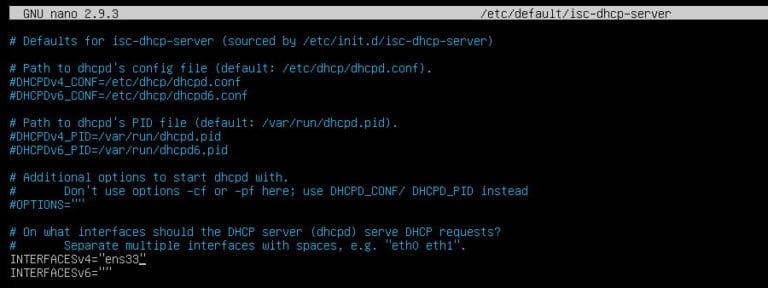 GNU nano 2.9.3 /etc/default/isc-dhcp-server
# Defaults for isc-dhcp-server (sourced by /etc/init.d/isc-dhcp-server)
# Path to dhcpd's config file (default: /etc/dhcp/dhcpd.conf).
#DHCPDv4_CONF=/etc/dhcp/dhcpd.conf
#DHCPDv6_CONF=/etc/dhcp/dhcpd6.conf
# Path to dhcpd's PID file (default: /var/run/dhcpd.pid).
#DHCPDv4_PID=/var/run/dhcpd.pid
#DHCPDv6_PID=/var/run/dhcpd6.pid
# Additional options to start dhcpd with.
#       Don't use options -cf or -pf here; use DHCPD_CONF/ DHCPD_PID instead
#OPTIONS=""
# On what interfaces should the DHCP server (dhcpd) serve DHCP requests?
#       Separate multiple interfaces with spaces, e.g. "eth0 eth1".
INTERFACESv4="ens33"
INTERFACESv6=""